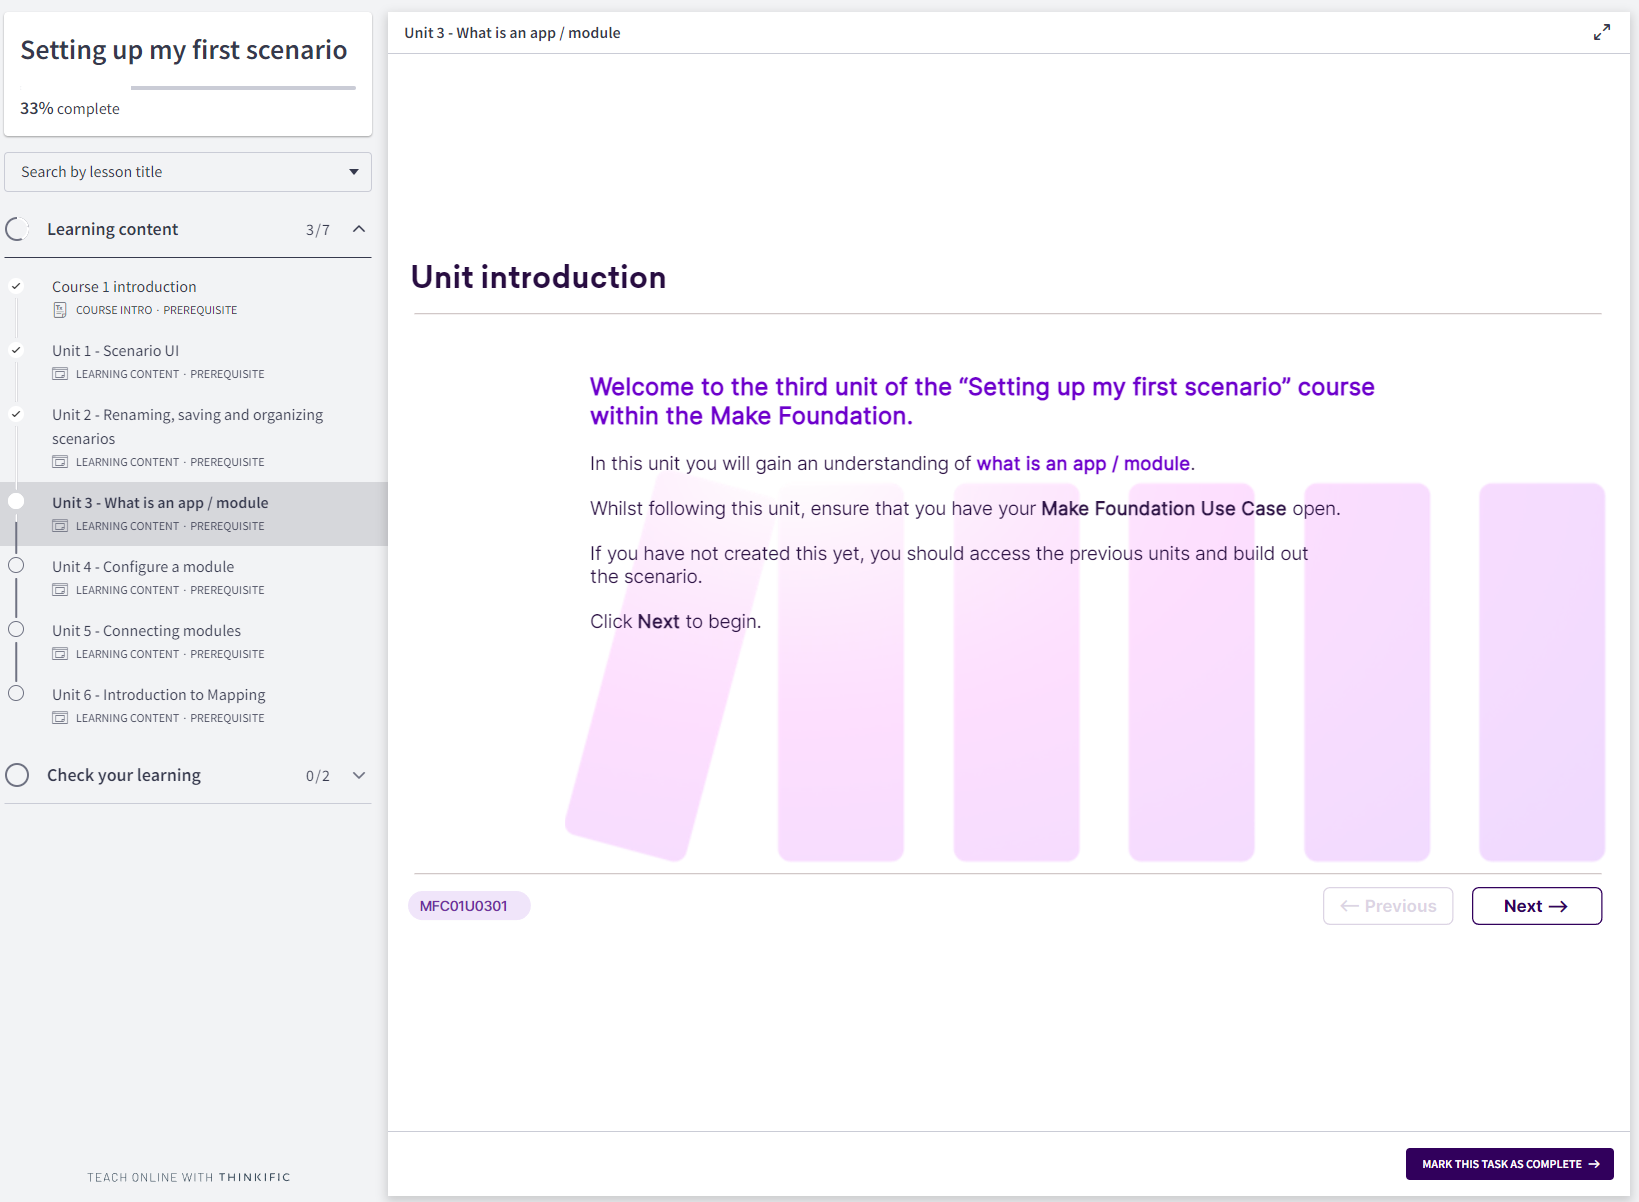 Setting up my first scenario
33% complete
Search by lesson title
Learning content 3/7
Course 1 introduction
COURSE INTRO · PREREQUISITE
Unit 1 - Scenario UI
LEARNING CONTENT · PREREQUISITE
Unit 2 - Renaming, saving and organizing
scenarios
LEARNING CONTENT · PREREQUISITE
Unit 3 - What is an app / module
LEARNING CONTENT · PREREQUISITE
Unit 4 - Configure a module
LEARNING CONTENT · PREREQUISITE
Unit 5 - Connecting modules
LEARNING CONTENT · PREREQUISITE
Unit 6 - Introduction to Mapping
LEARNING CONTENT · PREREQUISITE
Check your learning 0/2
TEACH ONLINE WITH THINKIFIC
Unit 3 - What is an app / module
Unit introduction
Welcome to the third unit of the “Setting up my first scenario” course
within the Make Foundation.
In this unit you will gain an understanding of what is an app / module.
Whilst following this unit, ensure that you have your Make Foundation Use Case open.
If you have not created this yet, you should access the previous units and build out
the scenario.
Click Next to begin.
MFC01U0301
← Previous
Next →
MARK THIS TASK AS COMPLETE →